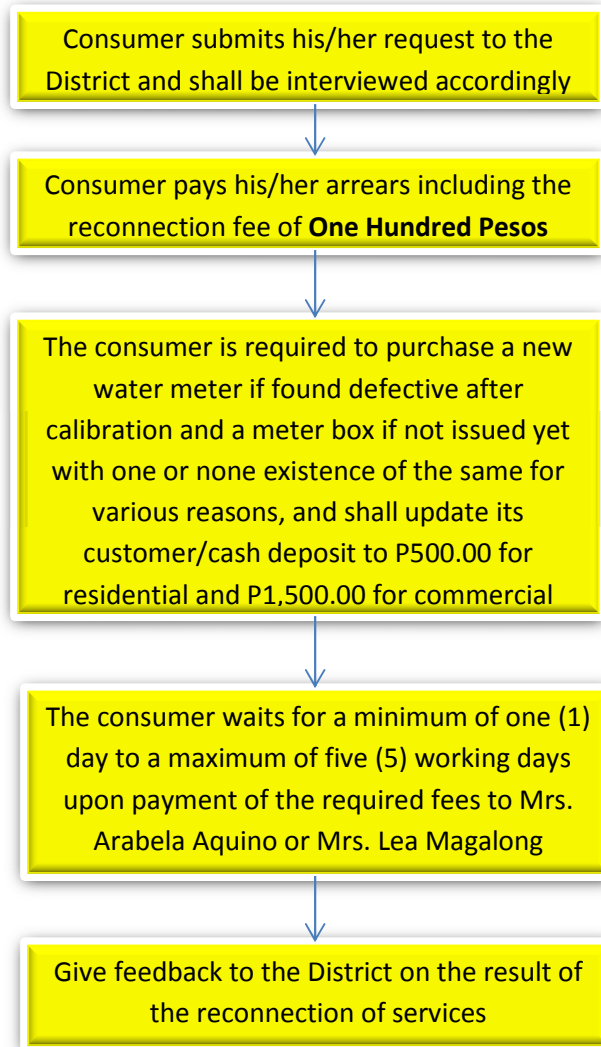 Consumer submits his/her request to the
District and shall be interviewed accordingly
Consumer pays his/her arrears including the
reconnection fee of One Hundred Pesos
The consumer is required to purchase a new
water meter if found defective after
calibration and a meter box if not issued yet
with one or none existence of the same for
various reasons, and shall update its
customer/cash deposit to P500.00 for
residential and P1,500.00 for commercial
The consumer waits for a minimum of one (1)
day to a maximum of five (5) working days
upon payment of the required fees to Mrs.
Arabela Aquino or Mrs. Lea Magalong
Give feedback to the District on the result of
the reconnection of services